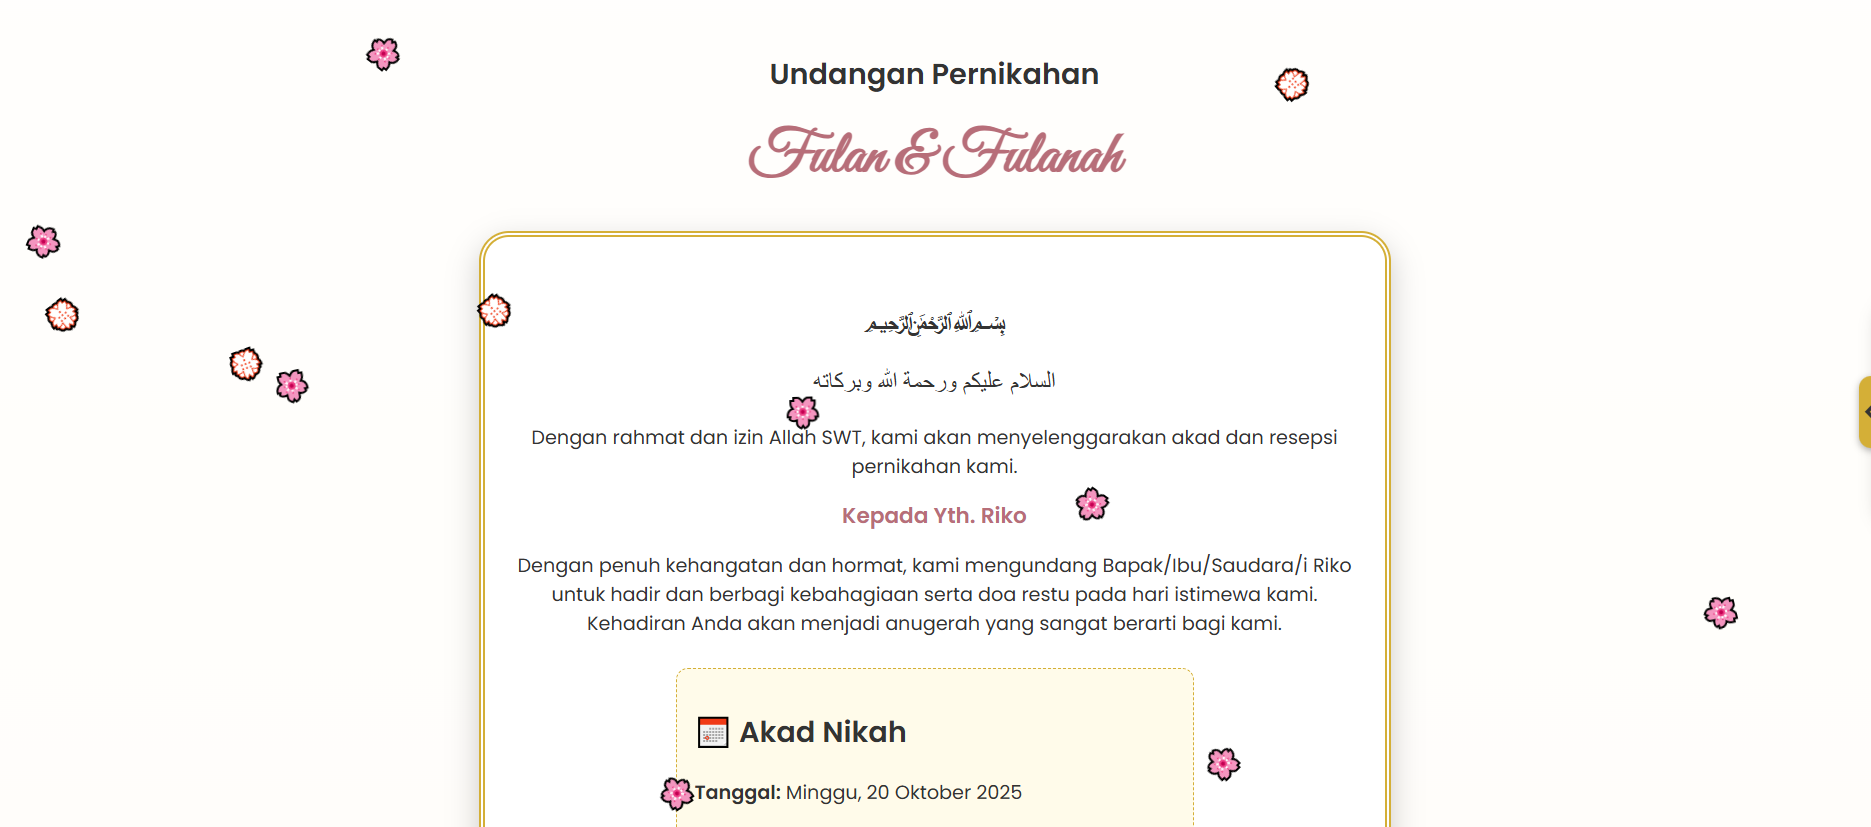 Undangan Pernikahan
Fulan & Fulanah
بِسْمِ ٱللَّهِ ٱلرَّحْمَٰنِ ٱلرَّحِيمِ
السلام عليكم ورحمة الله وبركاته
Dengan rahmat dan izin Allah SWT, kami akan menyelenggarakan akad dan resepsi
pernikahan kami.
Kepada Yth. Riko
Dengan penuh kehangatan dan hormat, kami mengundang Bapak/Ibu/Saudara/i Riko
untuk hadir dan berbagi kebahagiaan serta doa restu pada hari istimewa kami.
Kehadiran Anda akan menjadi anugerah yang sangat berarti bagi kami.
Akad Nikah
Tanggal: Minggu, 20 Oktober 2025